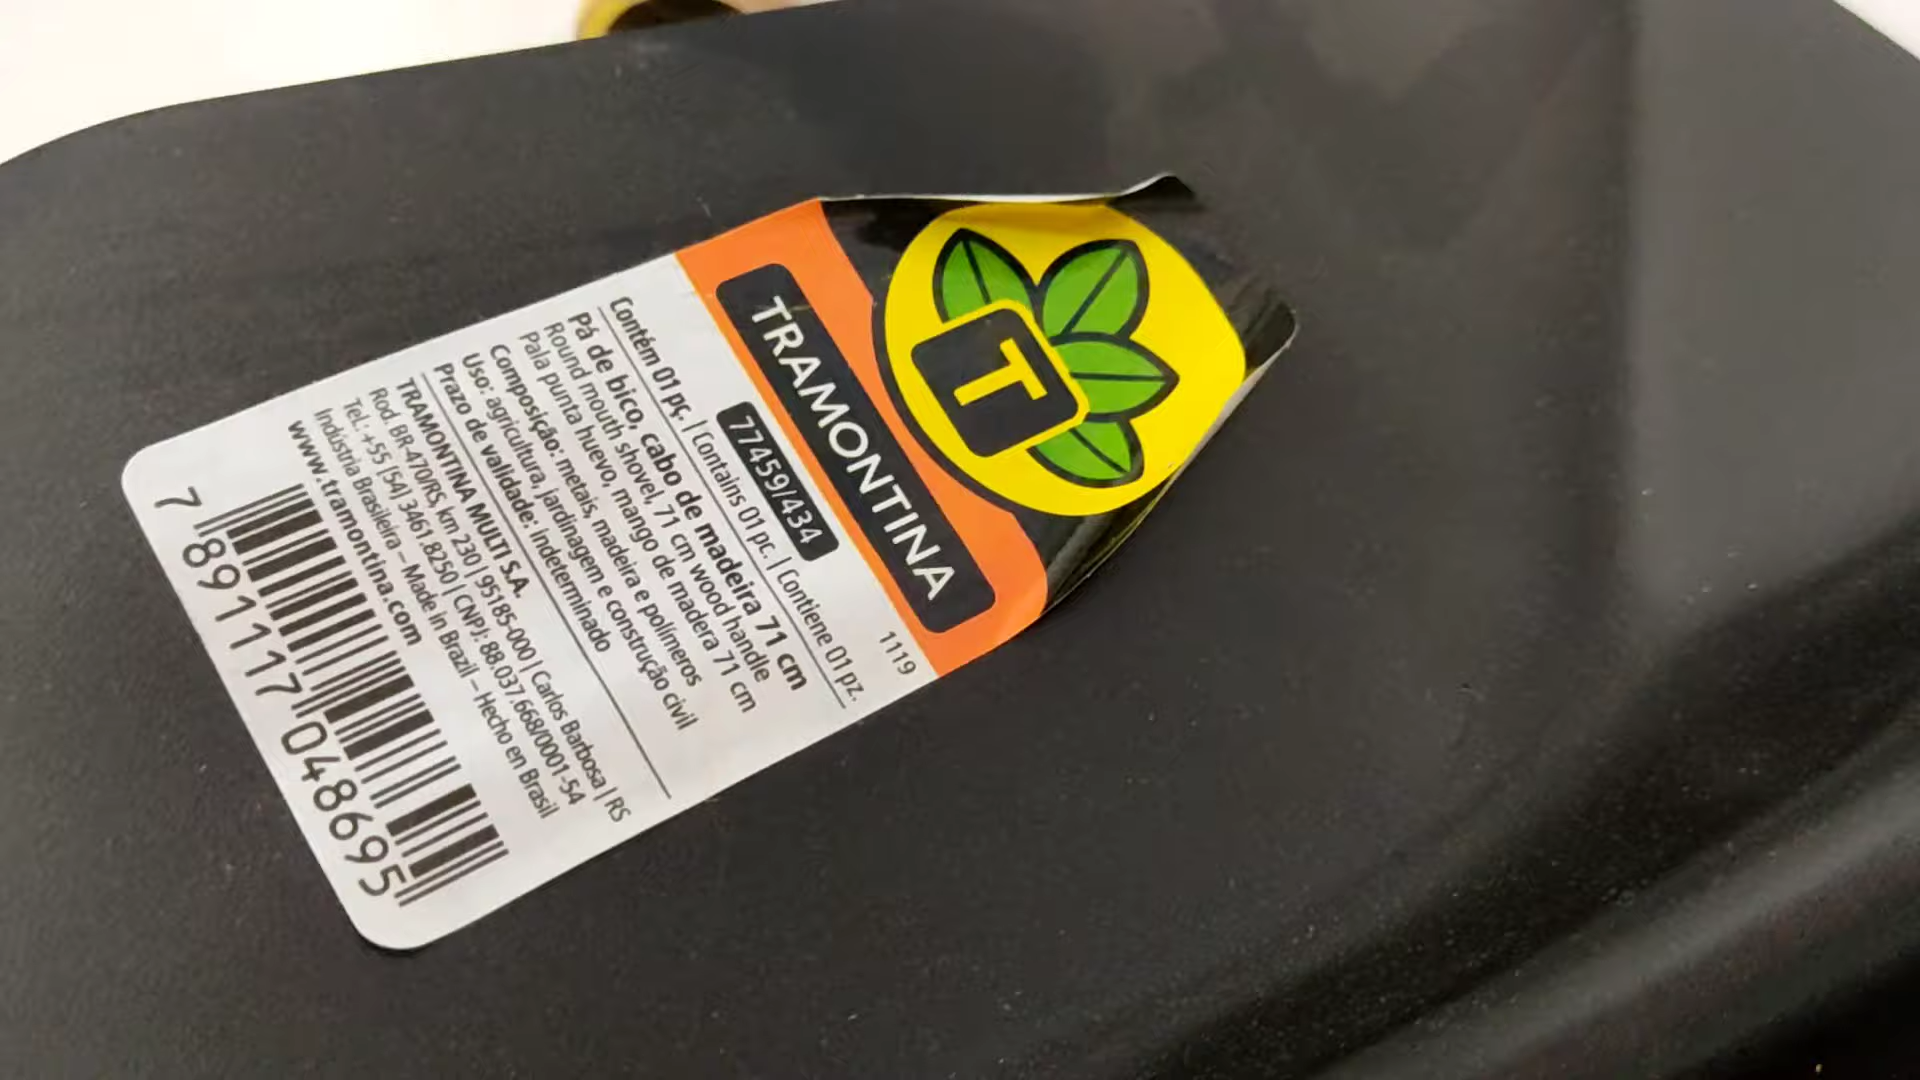 T
TRAMONTINA
1119
77459/434
Contém 01 pç. | Contains 01 pc. | Contiene 01 pz.
Pá de bico, cabo de madeira 71 cm
Round mouth shovel, 71 cm wood handle
Pala punta huevo, mango de madera 71 cm
Composição: metais, madeira e polímeros
Uso: agricultura, jardinagem e construção civil
Prazo de validade: indeterminado
TRAMONTINA MULTI S.A.
Rod. BR-470/RS, km 230 | 95185-000 | Carlos Barbosa | RS
Tel.: +55 (54) 3461.8250 | CNPJ: 88.037.668/0001-54
Indústria Brasileira – Made in Brazil – Hecho en Brasil
www.tramontina.com
7 891117 048695